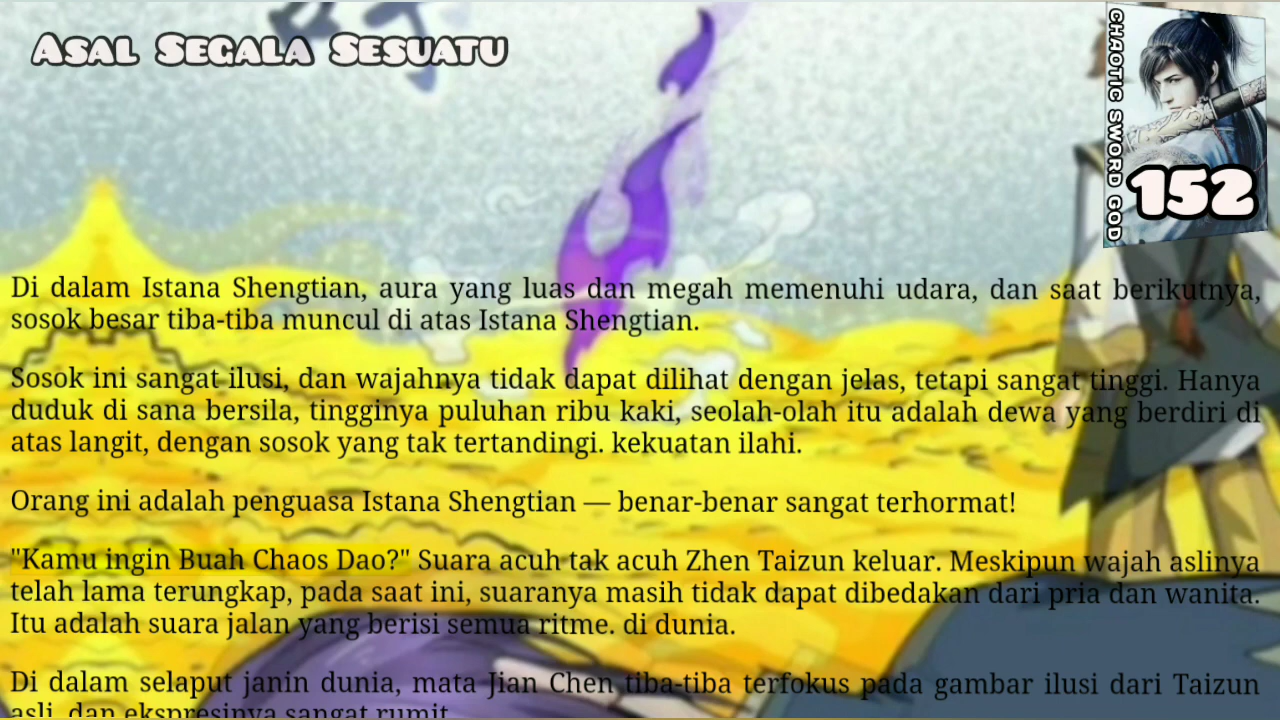 Asal Segala Sesuatu
CHAOTIC SWORD GOD
152
Di dalam Istana Shengtian, aura yang luas dan megah memenuhi udara, dan saat berikutnya,
sosok besar tiba-tiba muncul di atas Istana Shengtian.
Sosok ini sangat ilusi, dan wajahnya tidak dapat dilihat dengan jelas, tetapi sangat tinggi. Hanya
duduk di sana bersila, tingginya puluhan ribu kaki, seolah-olah itu adalah dewa yang berdiri di
atas langit, dengan sosok yang tak tertandingi. kekuatan ilahi.
Orang ini adalah penguasa Istana Shengtian — benar-benar sangat terhormat!
"Kamu ingin Buah Chaos Dao?" Suara acuh tak acuh Zhen Taizun keluar. Meskipun wajah aslinya
telah lama terungkap, pada saat ini, suaranya masih tidak dapat dibedakan dari pria dan wanita.
Itu adalah suara jalan yang berisi semua ritme. di dunia.
Di dalam selaput janin dunia, mata Jian Chen tiba-tiba terfokus pada gambar ilusi dari Taizun
asli, dan ekspresinya sangat rumit.